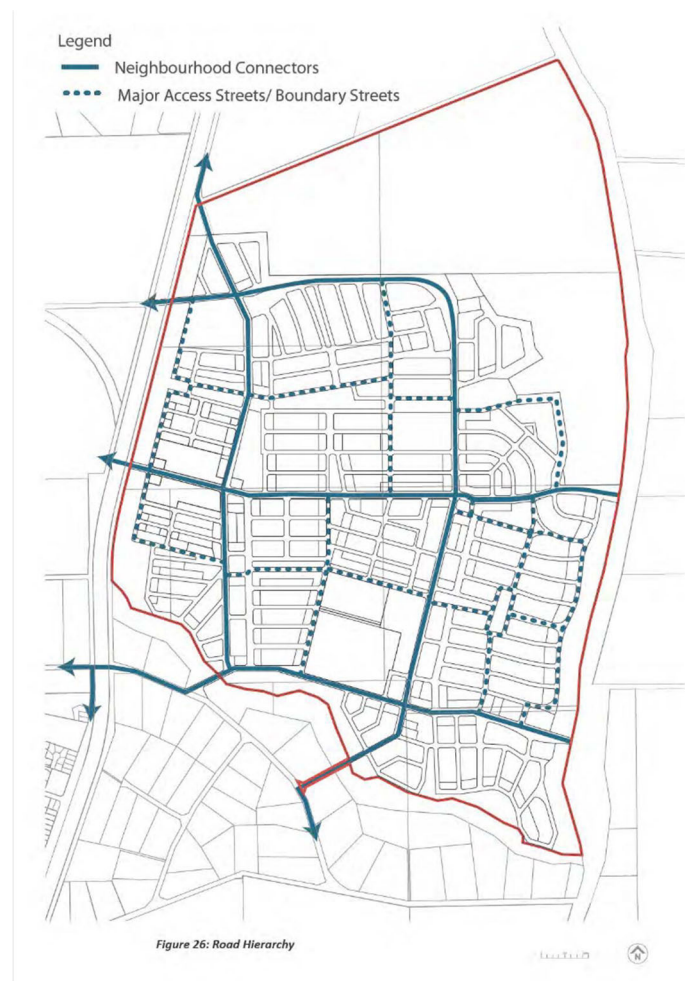 Legend
Neighbourhood Connectors
Major Access Streets/ Boundary Streets
Figure 26: Road Hierarchy
N